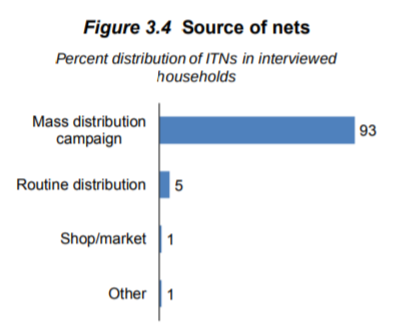 Figure 3.4 Source of nets
Percent distribution of ITNs in interviewed
households
Mass distribution
campaign
93
Routine distribution
5
Shop/market
1
Other
1